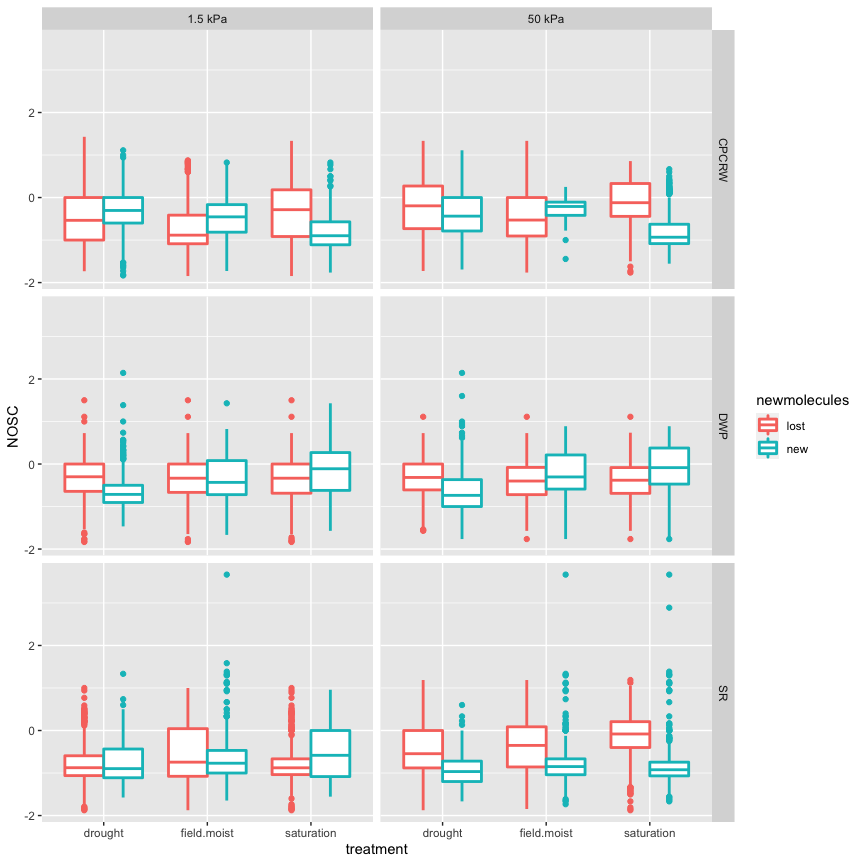 1.5 kPa
50 kPa
2
0
-2
CPCRW
2
0
-2
DWP
2
0
-2
SR
NOSC
drought
field.moist
saturation
drought
field.moist
saturation
treatment
newmolecules
lost
new